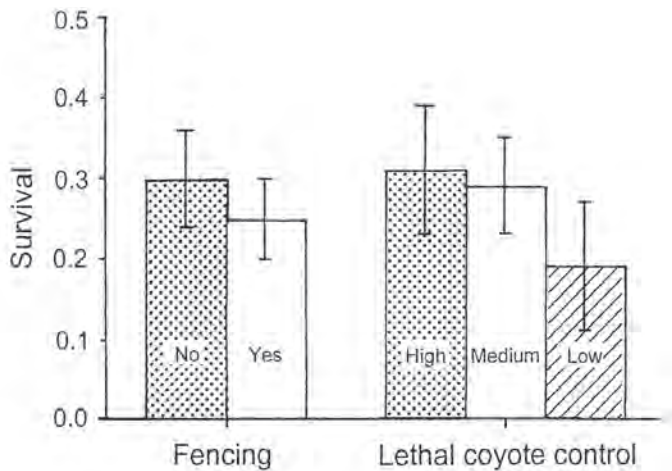 0.5
0.4
0.3
0.2
0.1
0.0
Survival
No
Yes
High
Medium
Low
Fencing
Lethal coyote control